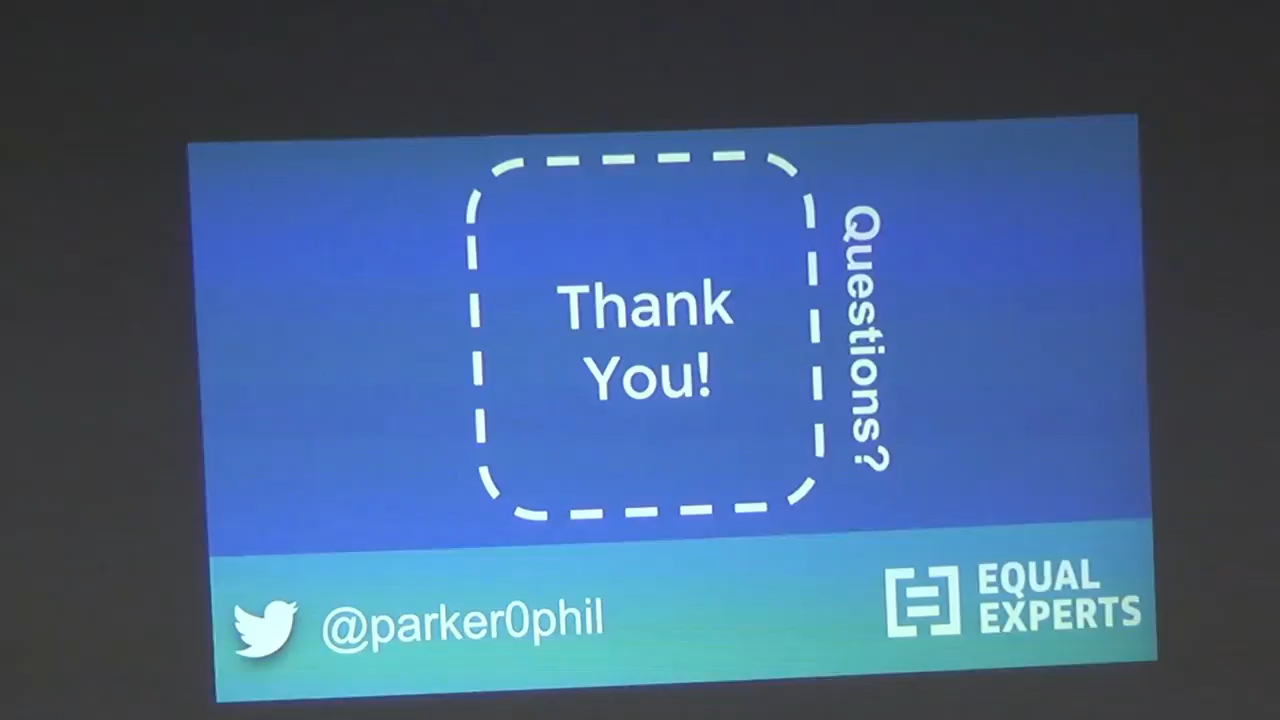 Thank
You!
Questions?
@parker0phil
EQUAL
EXPERTS